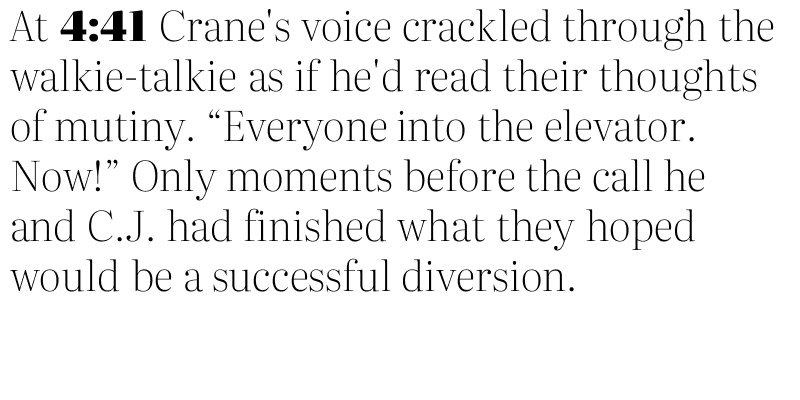 At 4:41 Crane's voice crackled through the
walkie-talkie as if he'd read their thoughts
of mutiny. “Everyone into the elevator.
Now!” Only moments before the call he
and C.J. had finished what they hoped
would be a successful diversion.